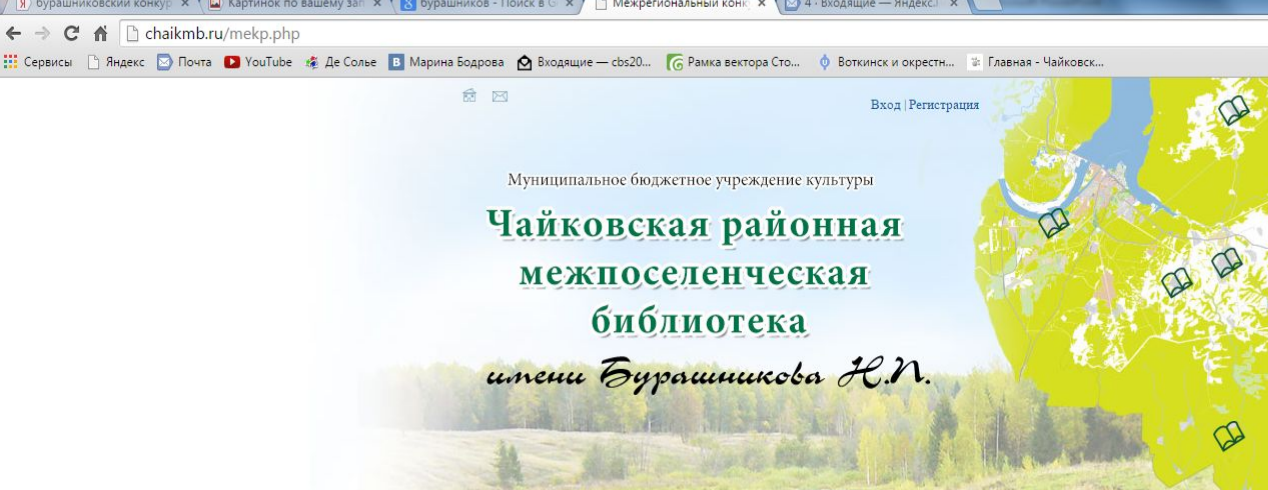 бурашниковский конкур
Картинок по вашему зап
бурашников - Поиск в G
Межрегиональный конк
4 · Входящие — Яндекс.
chaikmb.ru/mekp.php
Сервисы Яндекс Почта YouTube Де Солье Марина Бодрова Входящие — cbs20... Рамка вектора Сто... Воткинск и окрестн... Главная - Чайковск...
Вход | Регистрация
Муниципальное бюджетное учреждение культуры
Чайковская районная
межпоселенческая
библиотека
имени Бурашникова Н.П.